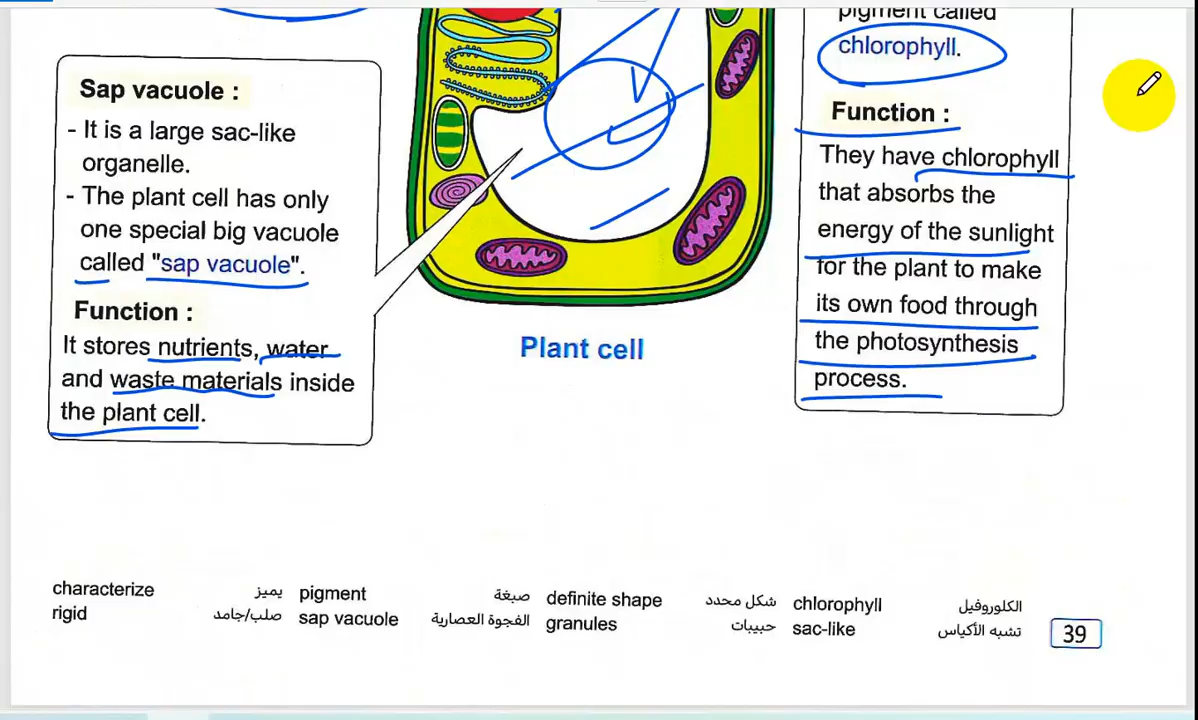 Sap vacuole :
- It is a large sac-like
organelle.
- The plant cell has only
one special big vacuole
called "sap vacuole".
Function :
It stores nutrients, water
and waste materials inside
the plant cell.
Plant cell
pigment called
chlorophyll.
Function :
They have chlorophyll
that absorbs the
energy of the sunlight
for the plant to make
its own food through
the photosynthesis
process.
characterize يميز pigment صبغة definite shape شكل محدد chlorophyll الكلوروفيل
rigid صلب/جامد sap vacuole الفجوة العصارية granules حبيبات sac-like تشبه الأكياس
39